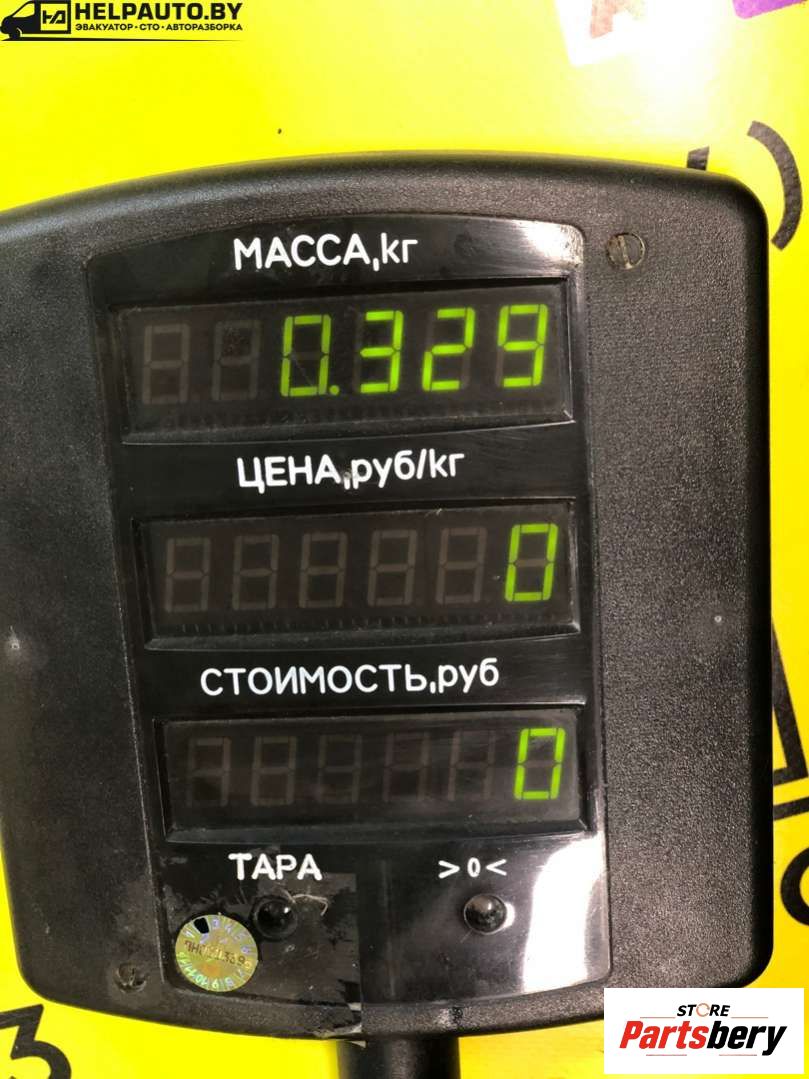 HELPAUTO.BY
ЭВАКУАТОР • СТО • АВТОРАЗБОРКА
МАССА,кг
0.329
ЦЕНА,руб/кг
0
СТОИМОСТЬ,руб
0
ТАРА >0<
3
STORE
Partsbery